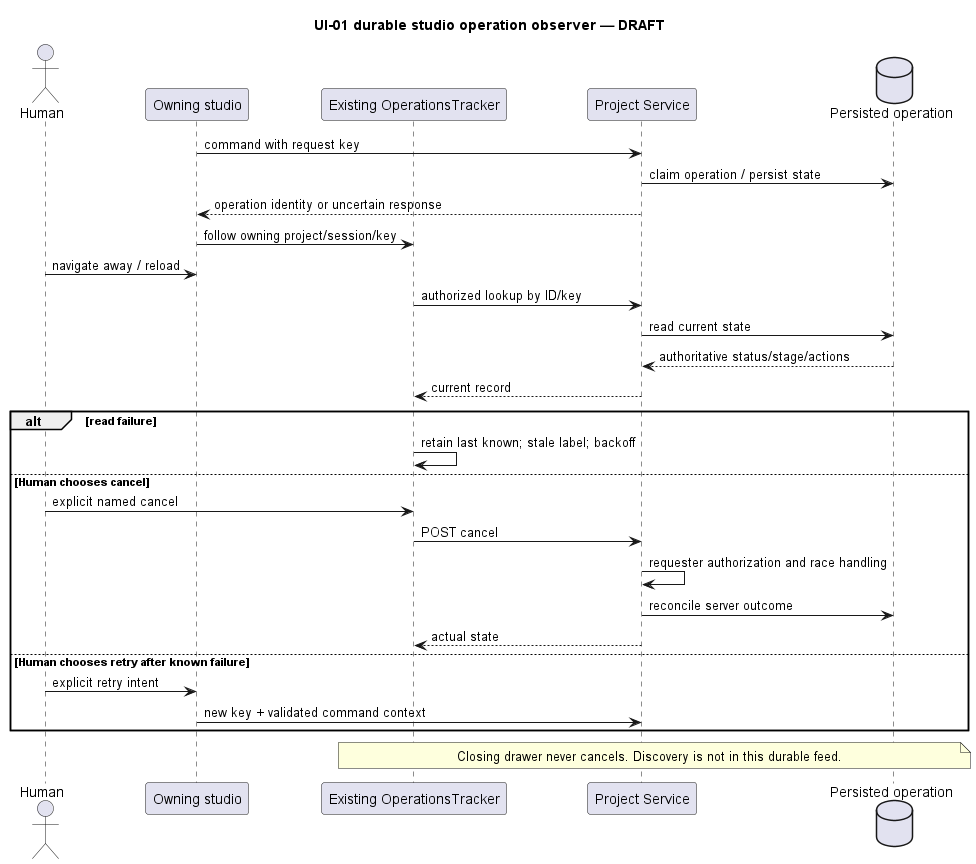 UI-01 durable studio operation observer — DRAFT
Human
Owning studio
Existing OperationsTracker
Project Service
Persisted operation
command with request key
claim operation / persist state
operation identity or uncertain response
follow owning project/session/key
navigate away / reload
authorized lookup by ID/key
read current state
authoritative status/stage/actions
current record
alt
[read failure]
retain last known; stale label; backoff
[Human chooses cancel]
explicit named cancel
POST cancel
requester authorization and race handling
reconcile server outcome
actual state
[Human chooses retry after known failure]
explicit retry intent
new key + validated command context
Closing drawer never cancels. Discovery is not in this durable feed.
Human
Owning studio
Existing OperationsTracker
Project Service
Persisted operation